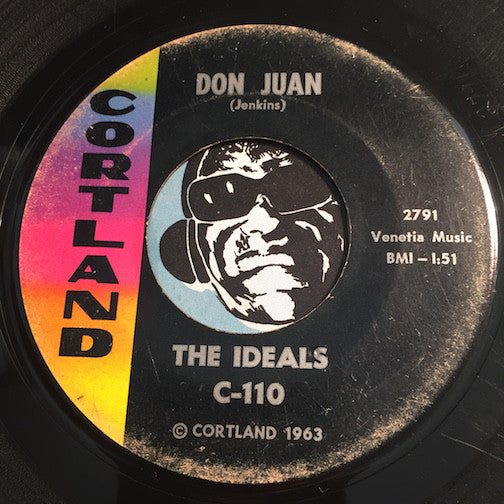 DON JUAN
(Jenkins)
CORTLAND
2791
Venetia Music
BMI – 1:51
THE IDEALS
C-110
© CORTLAND 1963